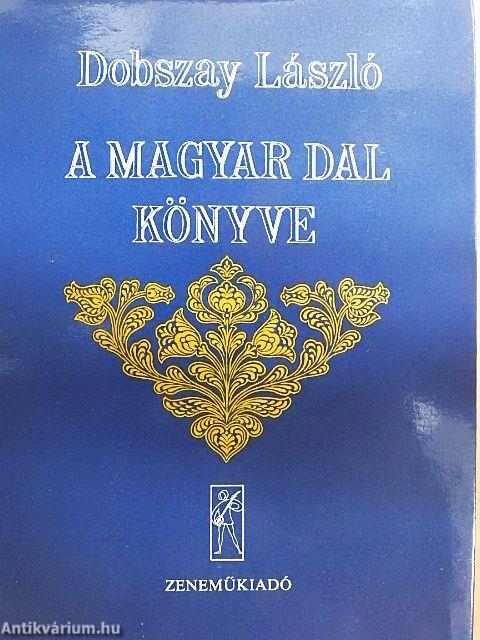 Dobszay László
A MAGYAR DAL
KÖNYVE
ZENEMŰKIADÓ
Antikvárium.hu